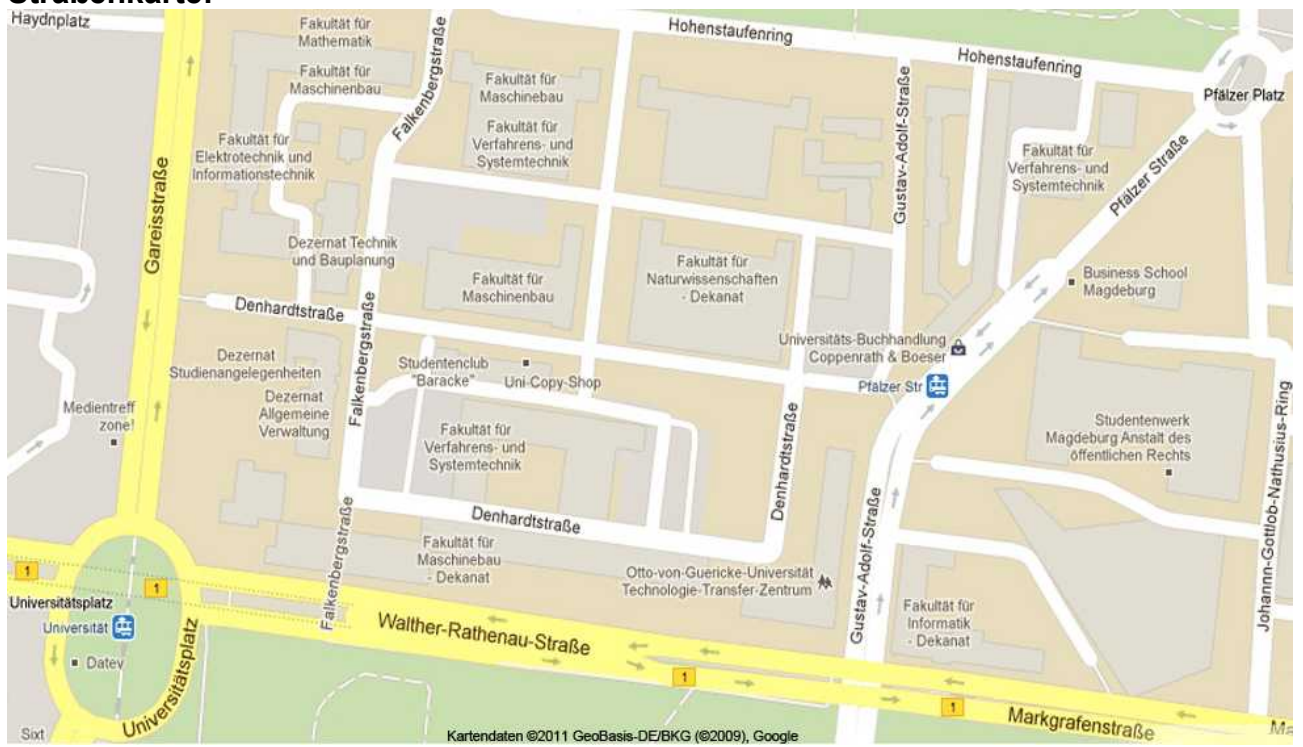 Straßenkarte:
Haydnplatz
Fakultät für
Mathematik
Fakultät für
Maschinenbau
Fakultät für
Elektrotechnik und
Informationstechnik
Falkenbergstraße
Fakultät für
Maschinebau
Fakultät für
Verfahrens- und
Systemtechnik
Hohenstaufenring
Hohenstaufenring
Pfälzer Platz
Gustav-Adolf-Straße
Fakultät für
Verfahrens- und
Systemtechnik
Pfälzer Straße
Gareisstraße
Dezernat Technik
und Bauplanung
Fakultät für
Maschinenbau
Fakultät für
Naturwissenschaften
- Dekanat
Business School
Magdeburg
Denhardtstraße
Falkenbergstraße
Universitäts-Buchhandlung
Coppenrath & Boeser
Pfälzer Str
Dezernat
Studienangelegenheiten
Studentenclub
"Baracke"
Uni-Copy-Shop
Dezernat
Allgemeine
Verwaltung
Medientreff
zone!
Fakultät für
Verfahrens- und
Systemtechnik
Denhardtstraße
Studentenwerk
Magdeburg Anstalt des
öffentlichen Rechts
Johannn-Gottlob-Nathusius-Ring
Denhardtstraße
Falkenbergstraße
Fakultät für
Maschinebau
- Dekanat
Otto-von-Guericke-Universität
Technologie-Transfer-Zentrum
Gustav-Adolf-Straße
Fakultät für
Informatik
- Dekanat
1
1
Universitätsplatz
Universität
Datev
Universitätsplatz
Walther-Rathenau-Straße
1
1
Markgrafenstraße
Ma
Sixt
Kartendaten ©2011 GeoBasis-DE/BKG (©2009), Google